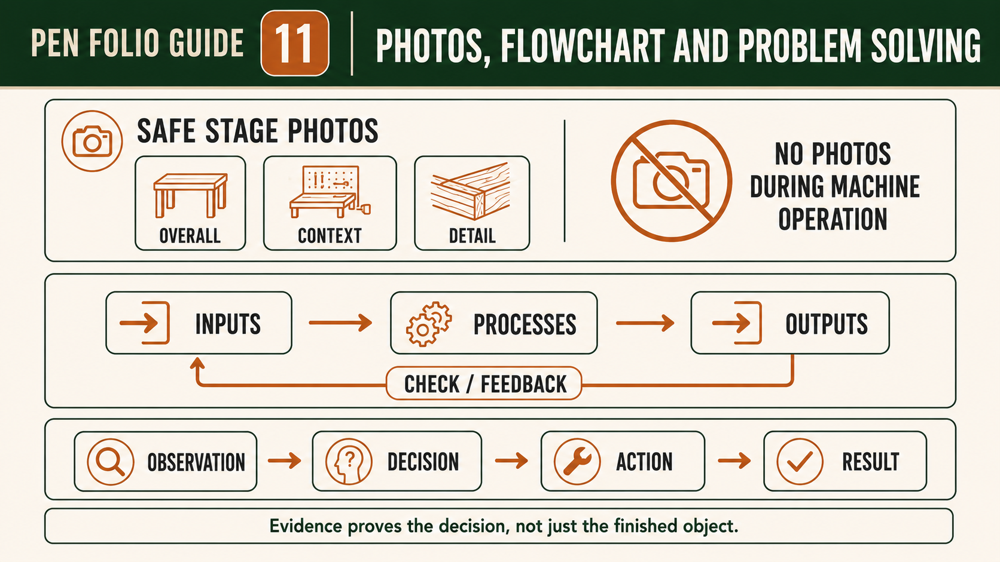 PEN FOLIO GUIDE 11 PHOTOS, FLOWCHART AND PROBLEM SOLVING
SAFE STAGE PHOTOS
OVERALL
CONTEXT
DETAIL
NO PHOTOS
DURING MACHINE
OPERATION
INPUTS
PROCESSES
OUTPUTS
CHECK / FEEDBACK
OBSERVATION
DECISION
ACTION
RESULT
Evidence proves the decision, not just the finished object.